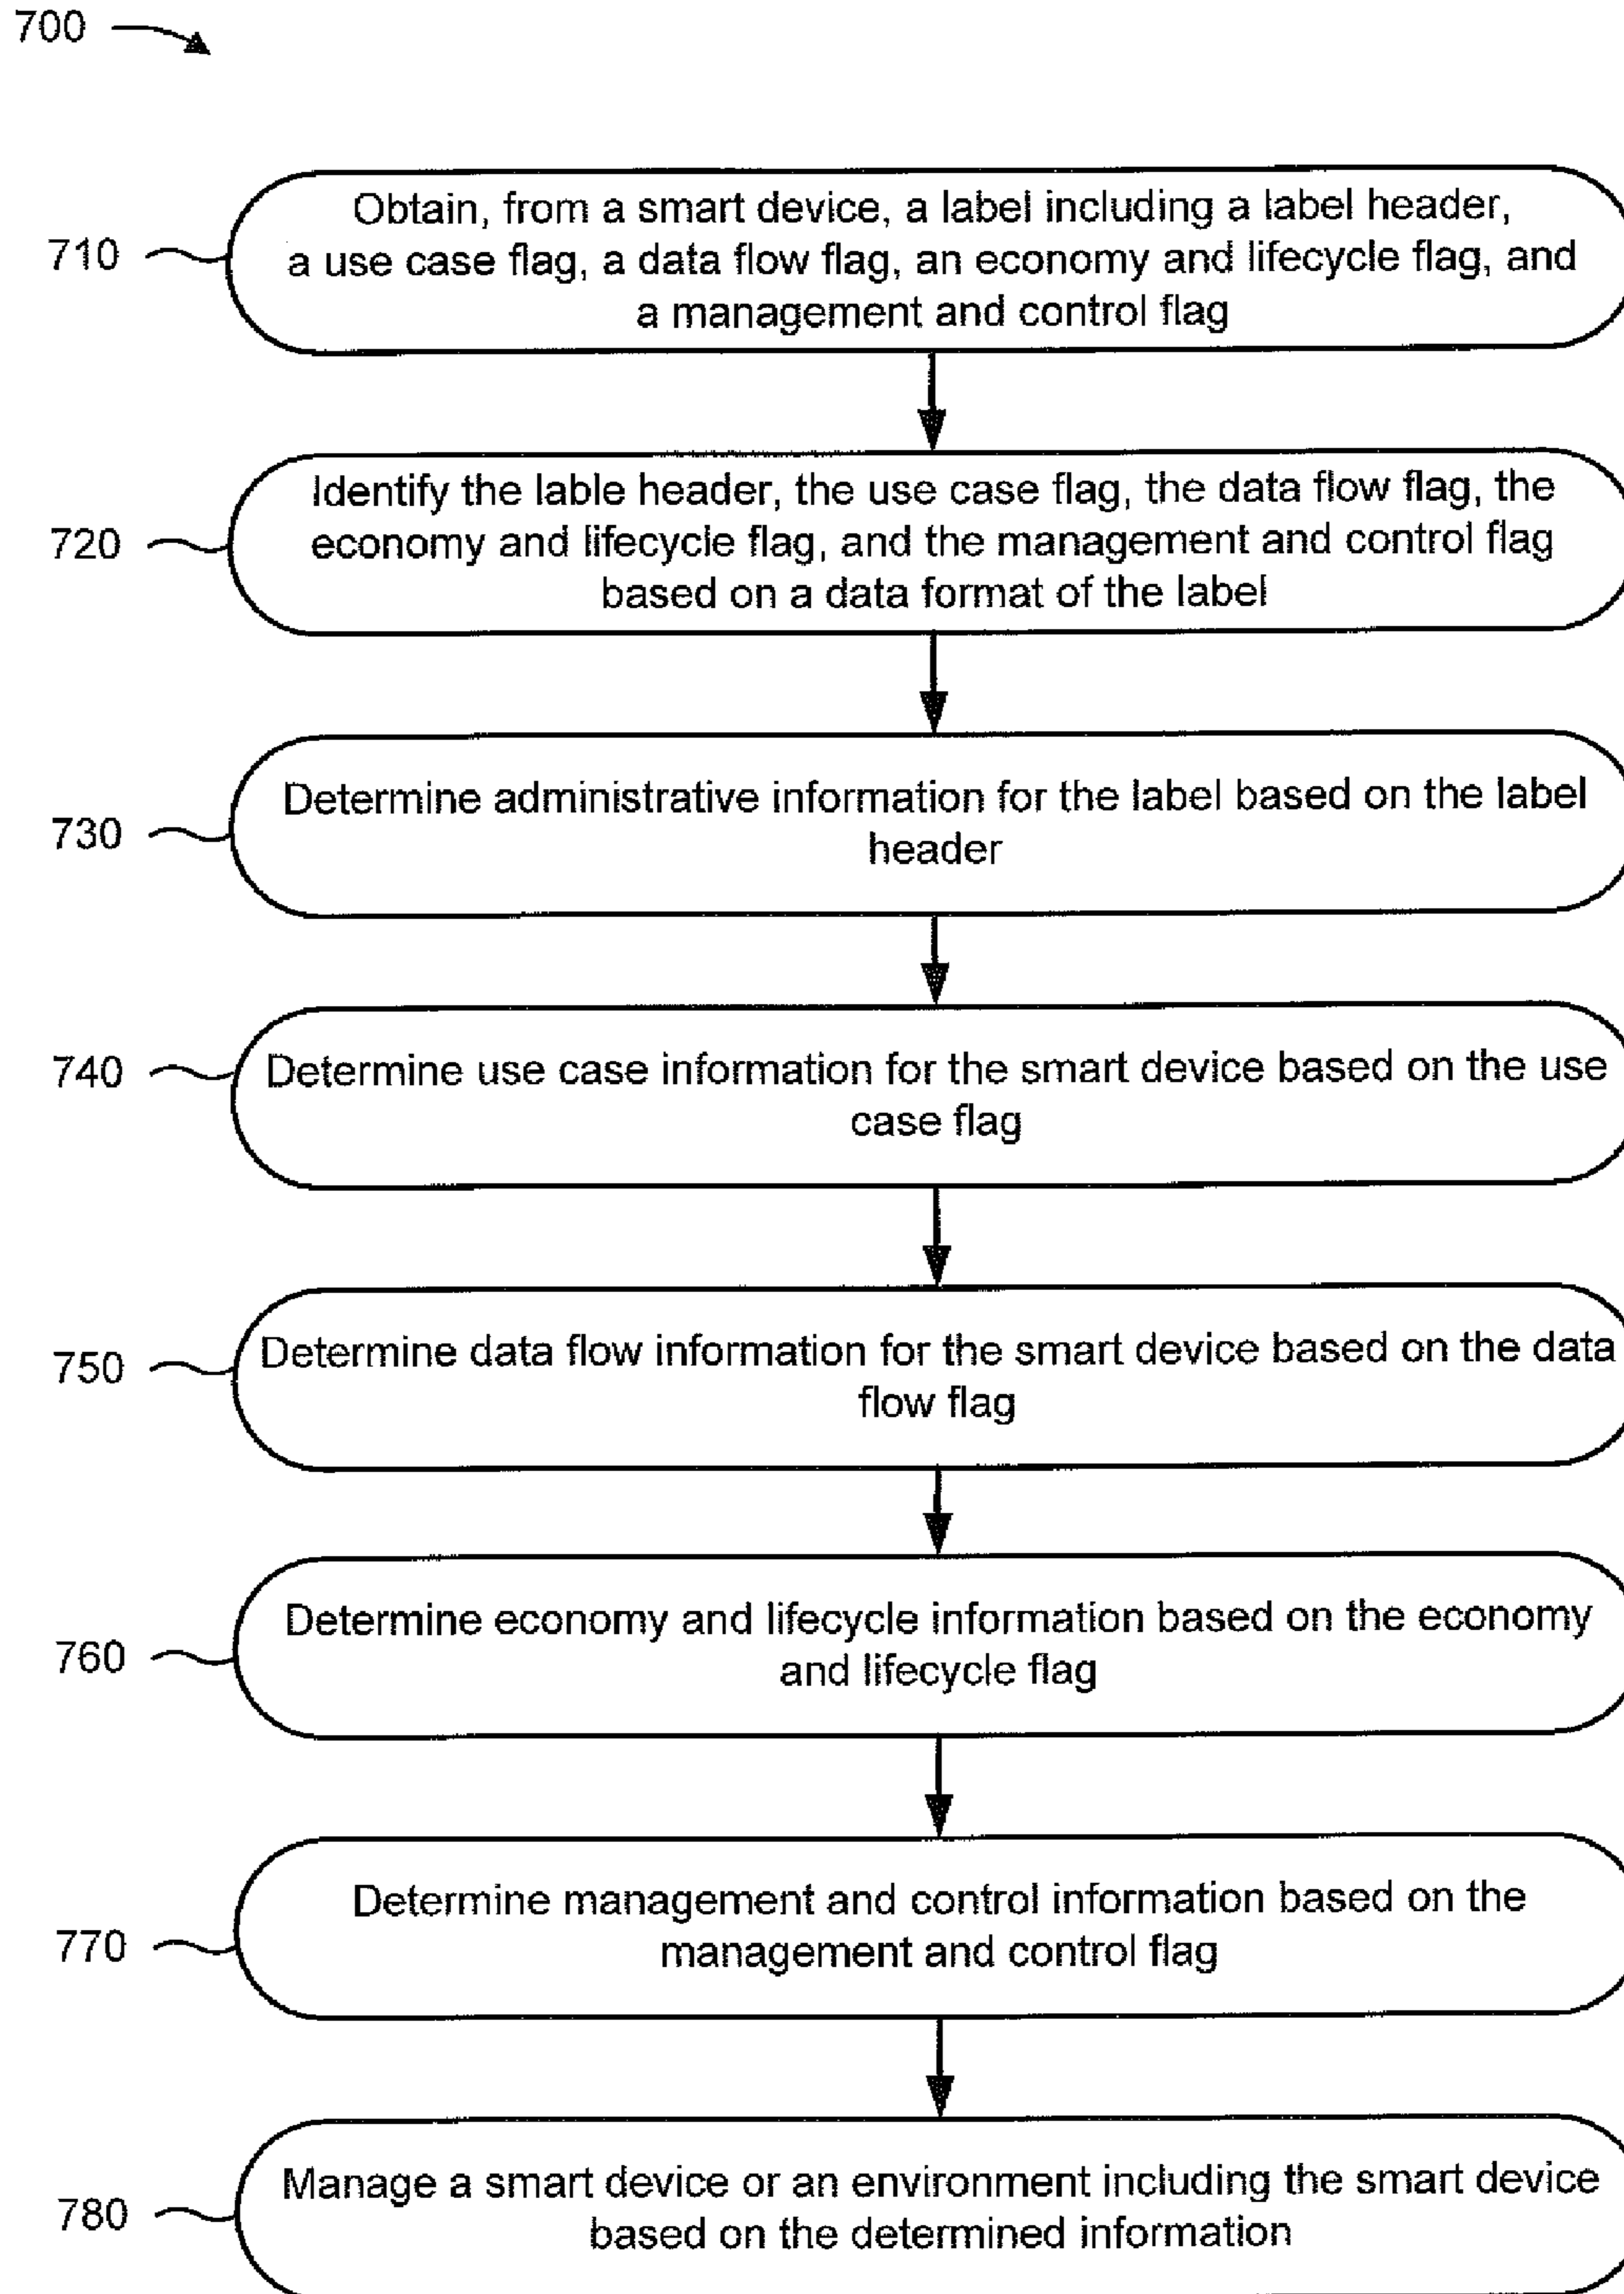 700
710
Obtain, from a smart device, a label including a label header,
a use case flag, a data flow flag, an economy and lifecycle flag, and
a management and control flag
720
Identify the lable header, the use case flag, the data flow flag, the
economy and lifecycle flag, and the management and control flag
based on a data format of the label
730
Determine administrative information for the label based on the label
header
740
Determine use case information for the smart device based on the use
case flag
750
Determine data flow information for the smart device based on the data
flow flag
760
Determine economy and lifecycle information based on the economy
and lifecycle flag
770
Determine management and control information based on the
management and control flag
780
Manage a smart device or an environment including the smart device
based on the determined information